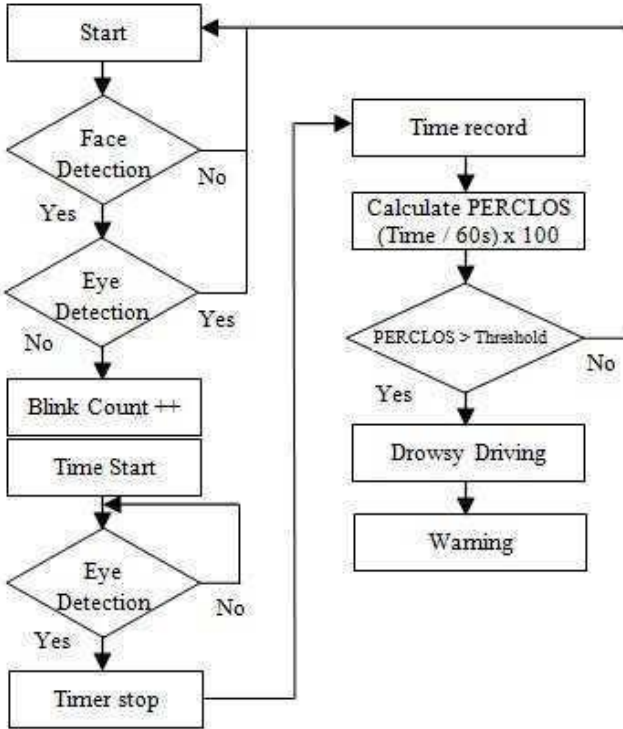 Start
Face
Detection
No
Yes
Eye
Detection
Yes
No
Blink Count ++
Time Start
Eye
Detection
No
Yes
Timer stop
Time record
Calculate PERCLOS
(Time / 60s) x 100
PERCLOS > Threshold
No
Yes
Drowsy Driving
Warning